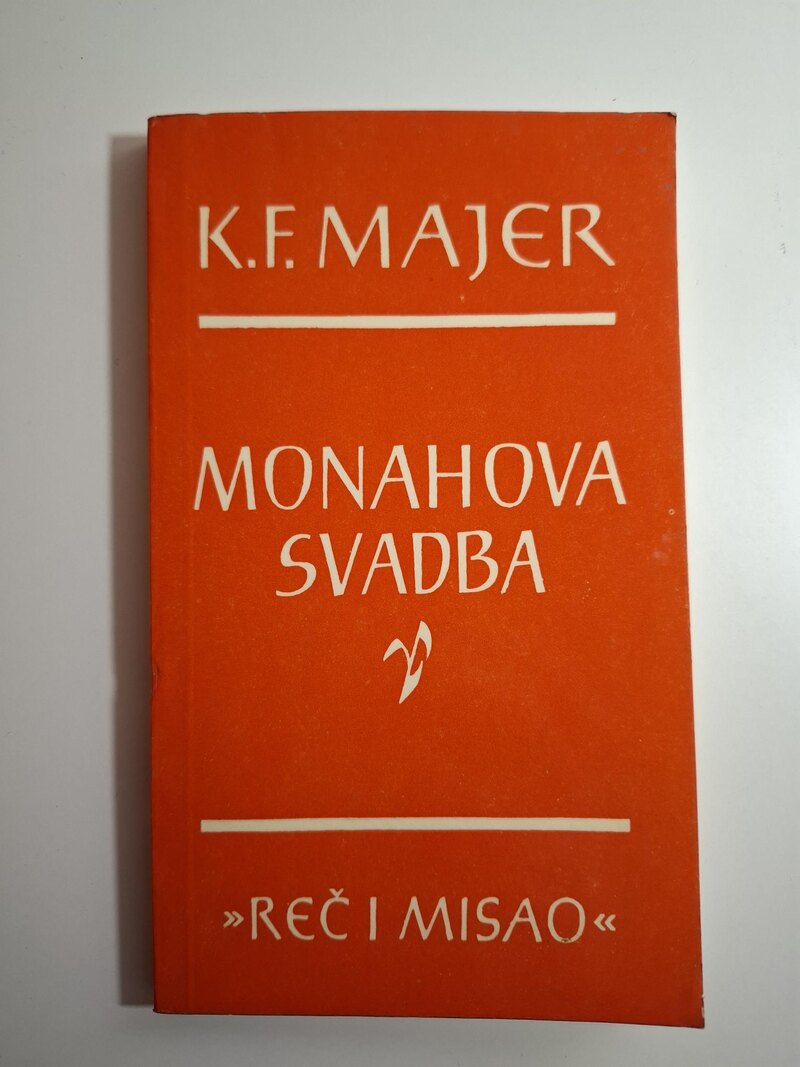 K.F. MAJER
MONAHOVA
SVADBA
»REČ I MISAO«